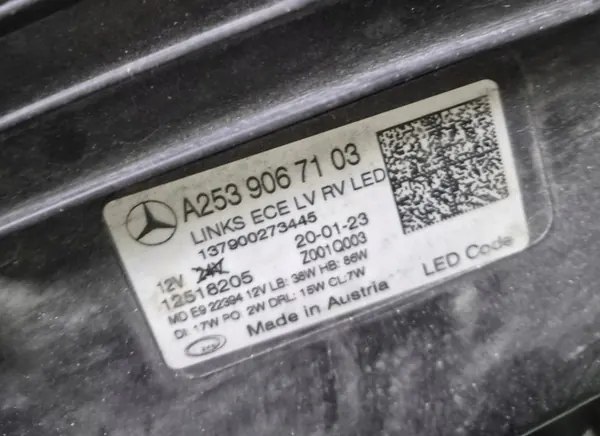 A253 906 71 03
LINKS ECE LV RV LED
137900273445
12V 24V 20-01-23
12518205 Z001Q003
MD E9 22394 12V LB: 38W HB: 86W
DI: 17W PO 2W DRL: 15W CL:7W
Made in Austria
LED Code